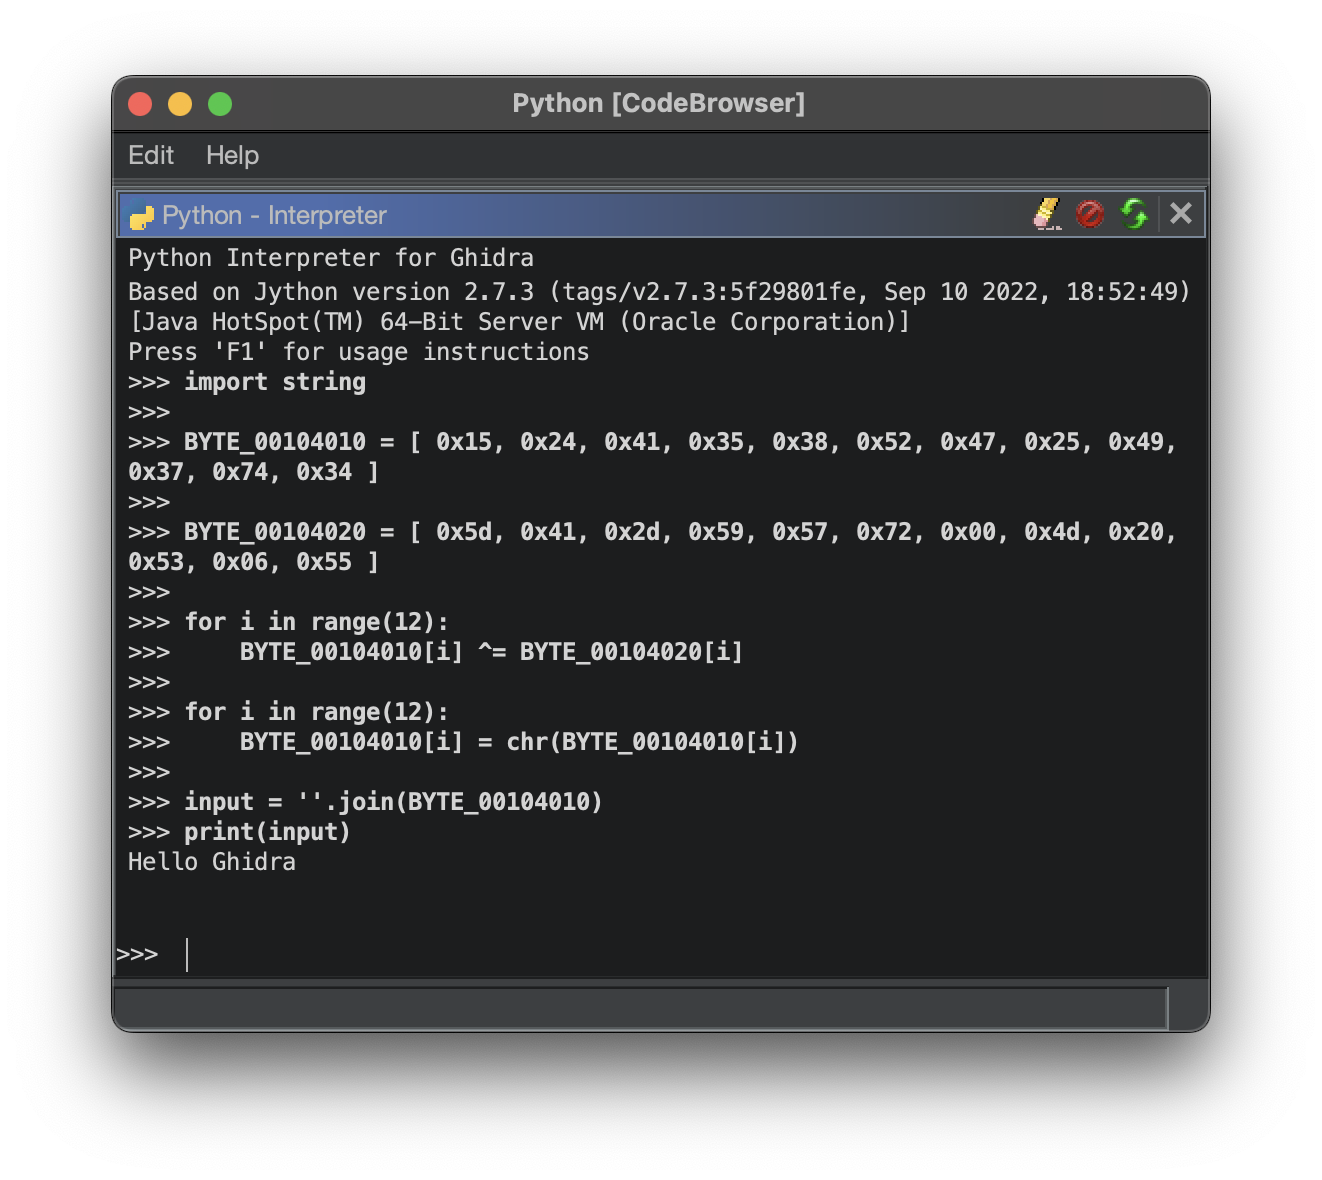 Python [CodeBrowser]
Edit Help
Python - Interpreter
Python Interpreter for Ghidra
Based on Jython version 2.7.3 (tags/v2.7.3:5f29801fe, Sep 10 2022, 18:52:49)
[Java HotSpot(TM) 64-Bit Server VM (Oracle Corporation)]
Press 'F1' for usage instructions
>>> import string
>>>
>>> BYTE_00104010 = [ 0x15, 0x24, 0x41, 0x35, 0x38, 0x52, 0x47, 0x25, 0x49,
0x37, 0x74, 0x34 ]
>>>
>>> BYTE_00104020 = [ 0x5d, 0x41, 0x2d, 0x59, 0x57, 0x72, 0x00, 0x4d, 0x20,
0x53, 0x06, 0x55 ]
>>>
>>> for i in range(12):
>>>     BYTE_00104010[i] ^= BYTE_00104020[i]
>>>
>>> for i in range(12):
>>>     BYTE_00104010[i] = chr(BYTE_00104010[i])
>>>
>>> input = ''.join(BYTE_00104010)
>>> print(input)
Hello Ghidra
>>>